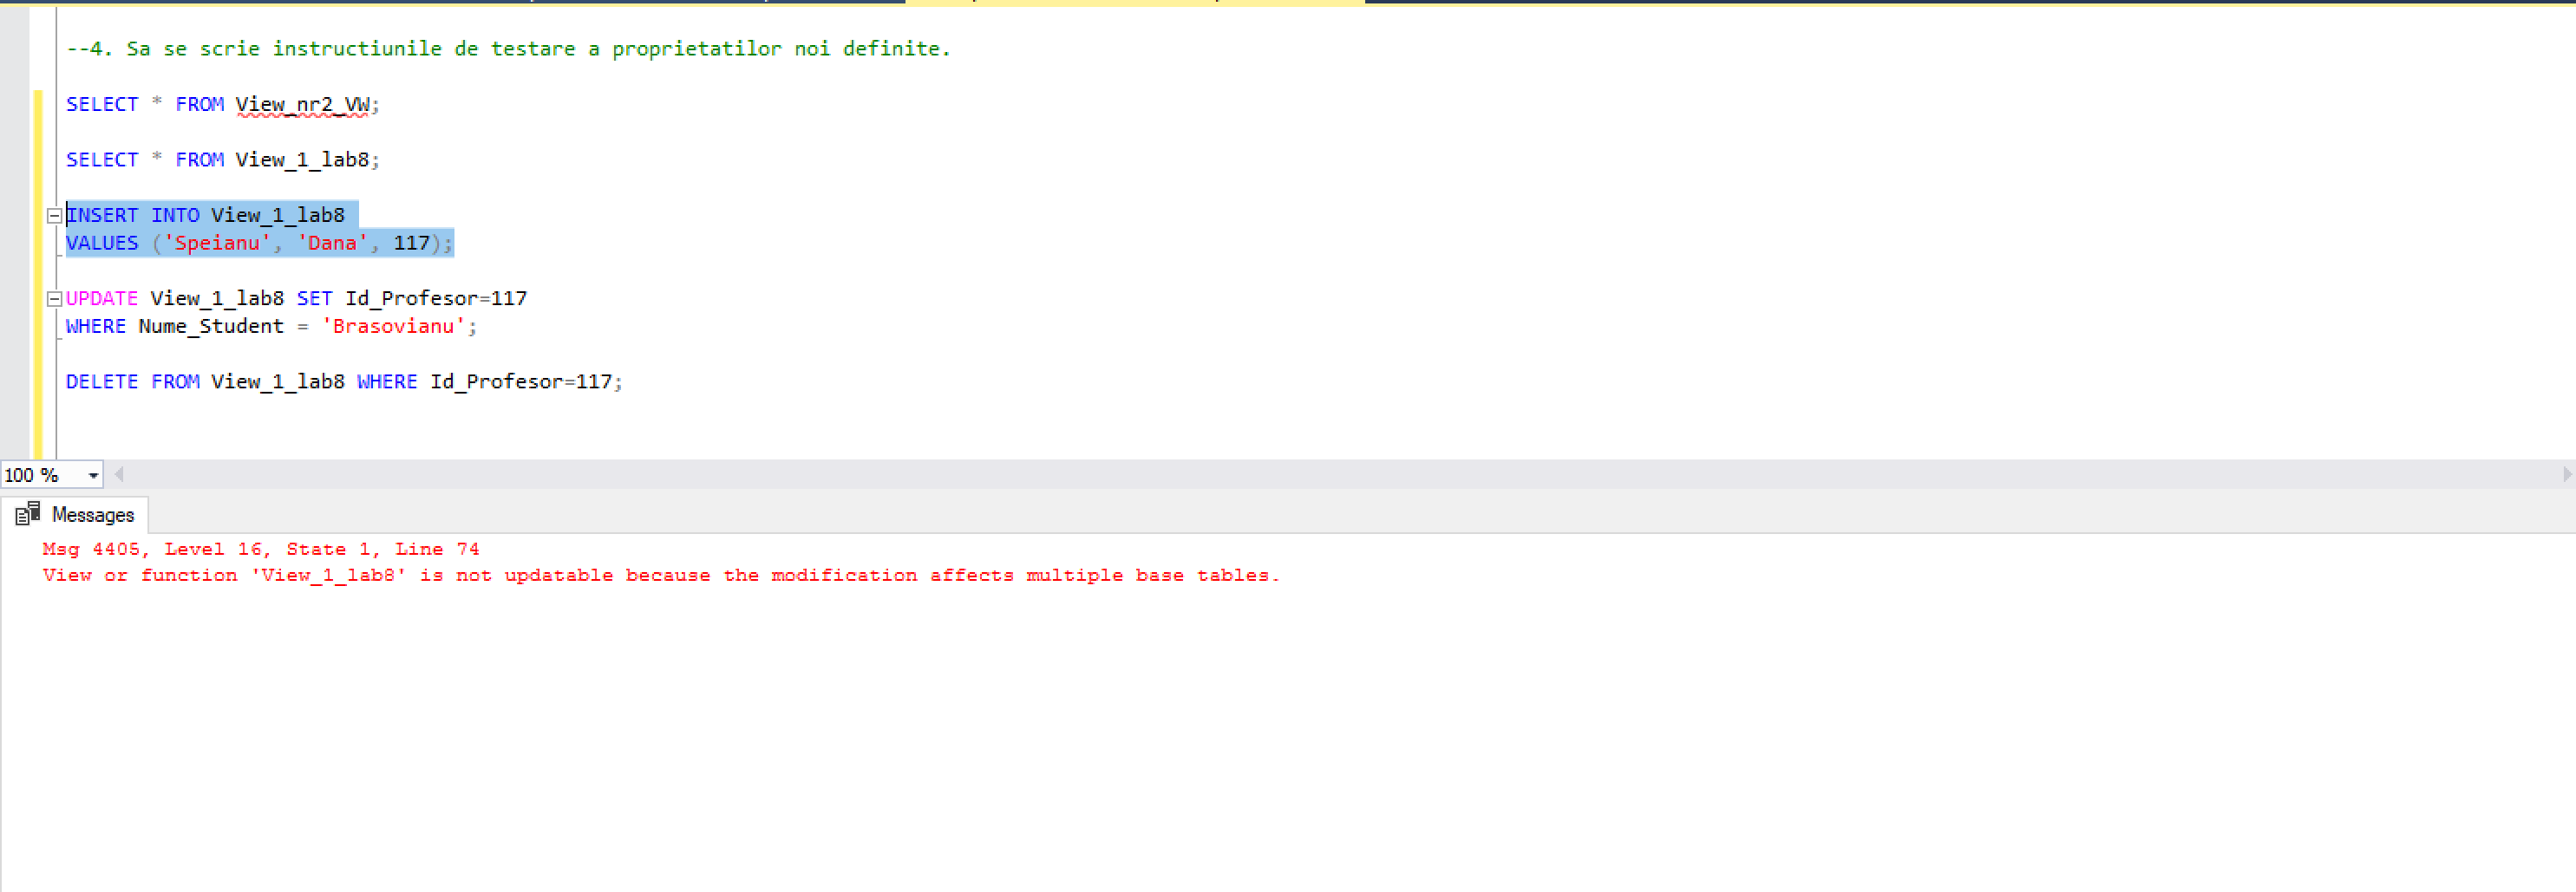 --4. Sa se scrie instructiunile de testare a proprietatilor noi definite.
SELECT * FROM View_nr2_VW;
SELECT * FROM View_1_lab8;
INSERT INTO View_1_lab8
VALUES ('Speianu', 'Dana', 117);
UPDATE View_1_lab8 SET Id_Profesor=117
WHERE Nume_Student = 'Brasovianu';
DELETE FROM View_1_lab8 WHERE Id_Profesor=117;
100 %
Messages
Msg 4405, Level 16, State 1, Line 74
View or function 'View_1_lab8' is not updatable because the modification affects multiple base tables.